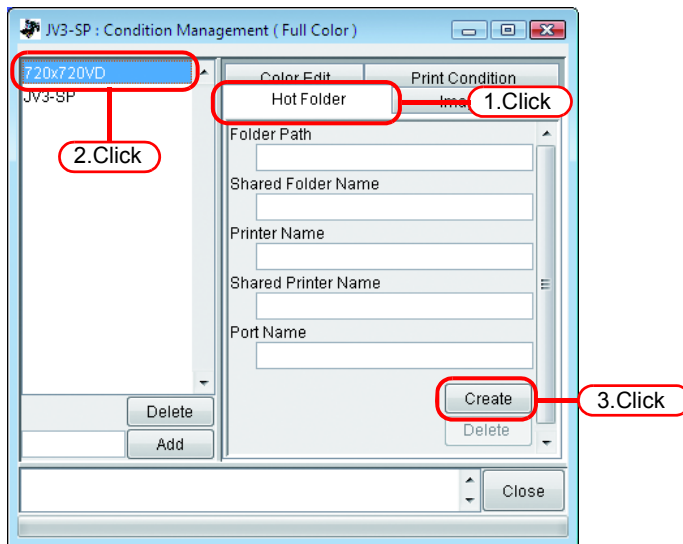 JV3-SP : Condition Management ( Full Color )
720x720VD
JV3-SP
2.Click
Color Edit
Print Condition
Hot Folder
1.Click
Folder Path
Shared Folder Name
Printer Name
Shared Printer Name
Port Name
Create
3.Click
Delete
Delete
Add
Close